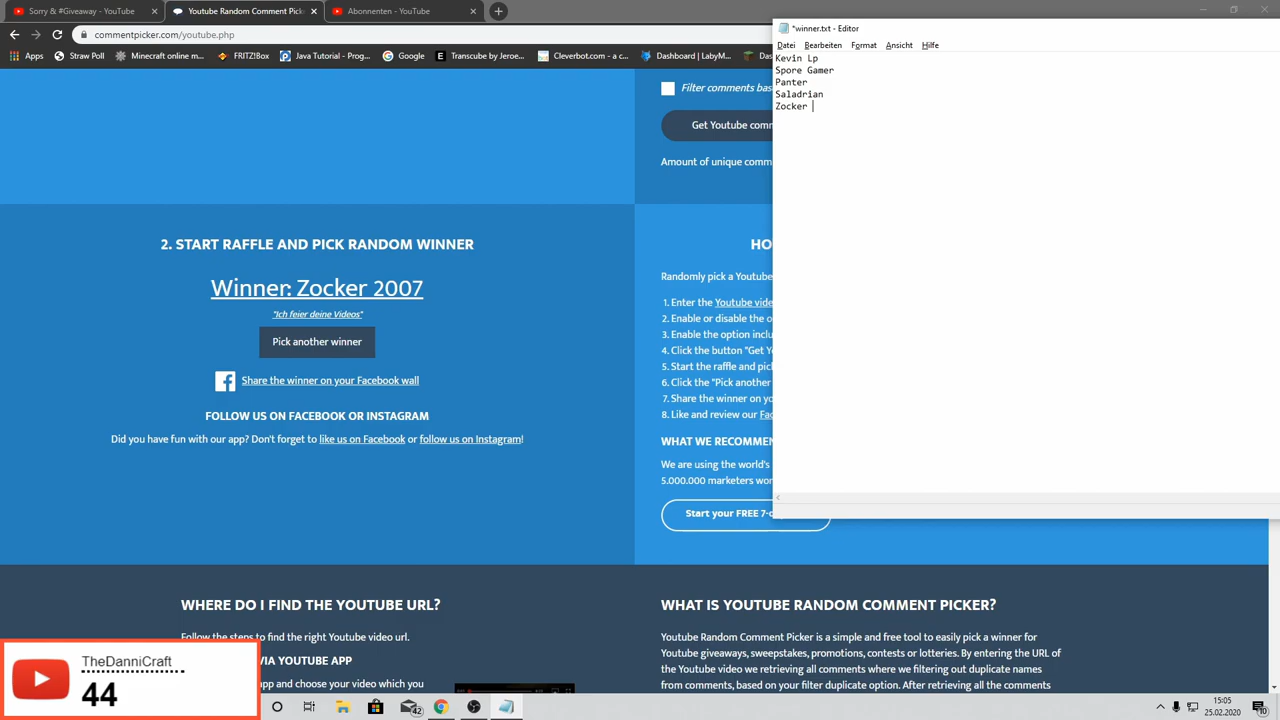 Sorry & #Giveaway - YouTube
Youtube Random Comment Picker -
#Giveaway - YouTube
commentpicker.com/youtube.php
Apps
Straw Poll
Minecraft online m...
FRITZ!Box
Java Tutorial - Prog...
Google
Transcube by Jeroe...
Cleverbot.com - a c...
Dashboard | LabyM...
*winner.txt - Editor
Datei Bearbeiten Format Ansicht Hilfe
Kevin Lp
Spore Gamer
Panter
Saladrian
Zocker
Filter comments bas
Get Youtube comm
Amount of unique comm
2. START RAFFLE AND PICK RANDOM WINNER
Winner: Zocker 2007
"Ich feier deine Videos"
Pick another winner
Share the winner on your Facebook wall
FOLLOW US ON FACEBOOK OR INSTAGRAM
Did you have fun with our app? Don't forget to like us on Facebook or follow us on Instagram!
HO
Randomly pick a Youtube
1. Enter the Youtube vide
2. Enable or disable the o
3. Enable the option inclu
4. Click the button "Get Y
5. Start the raffle and pick
6. Click the "Pick another
7. Share the winner on yo
8. Like and review our Fac
WHAT WE RECOMMEN
We are using the world's
5.000.000 marketers wor
Start your FREE 7-d
WHERE DO I FIND THE YOUTUBE URL?
Follow the steps to find the right Youtube video url.
VIA YOUTUBE APP
app and choose your video which you
WHAT IS YOUTUBE RANDOM COMMENT PICKER?
Youtube Random Comment Picker is a simple and free tool to easily pick a winner for
Youtube giveaways, sweepstakes, promotions, contests or lotteries. By entering the URL of
the Youtube video we retrieving all comments where we filtering out duplicate names
from comments, based on your filter duplicate option. After retrieving all the comments
TheDanniCraft
44
42
15:05
25.02.2020
10